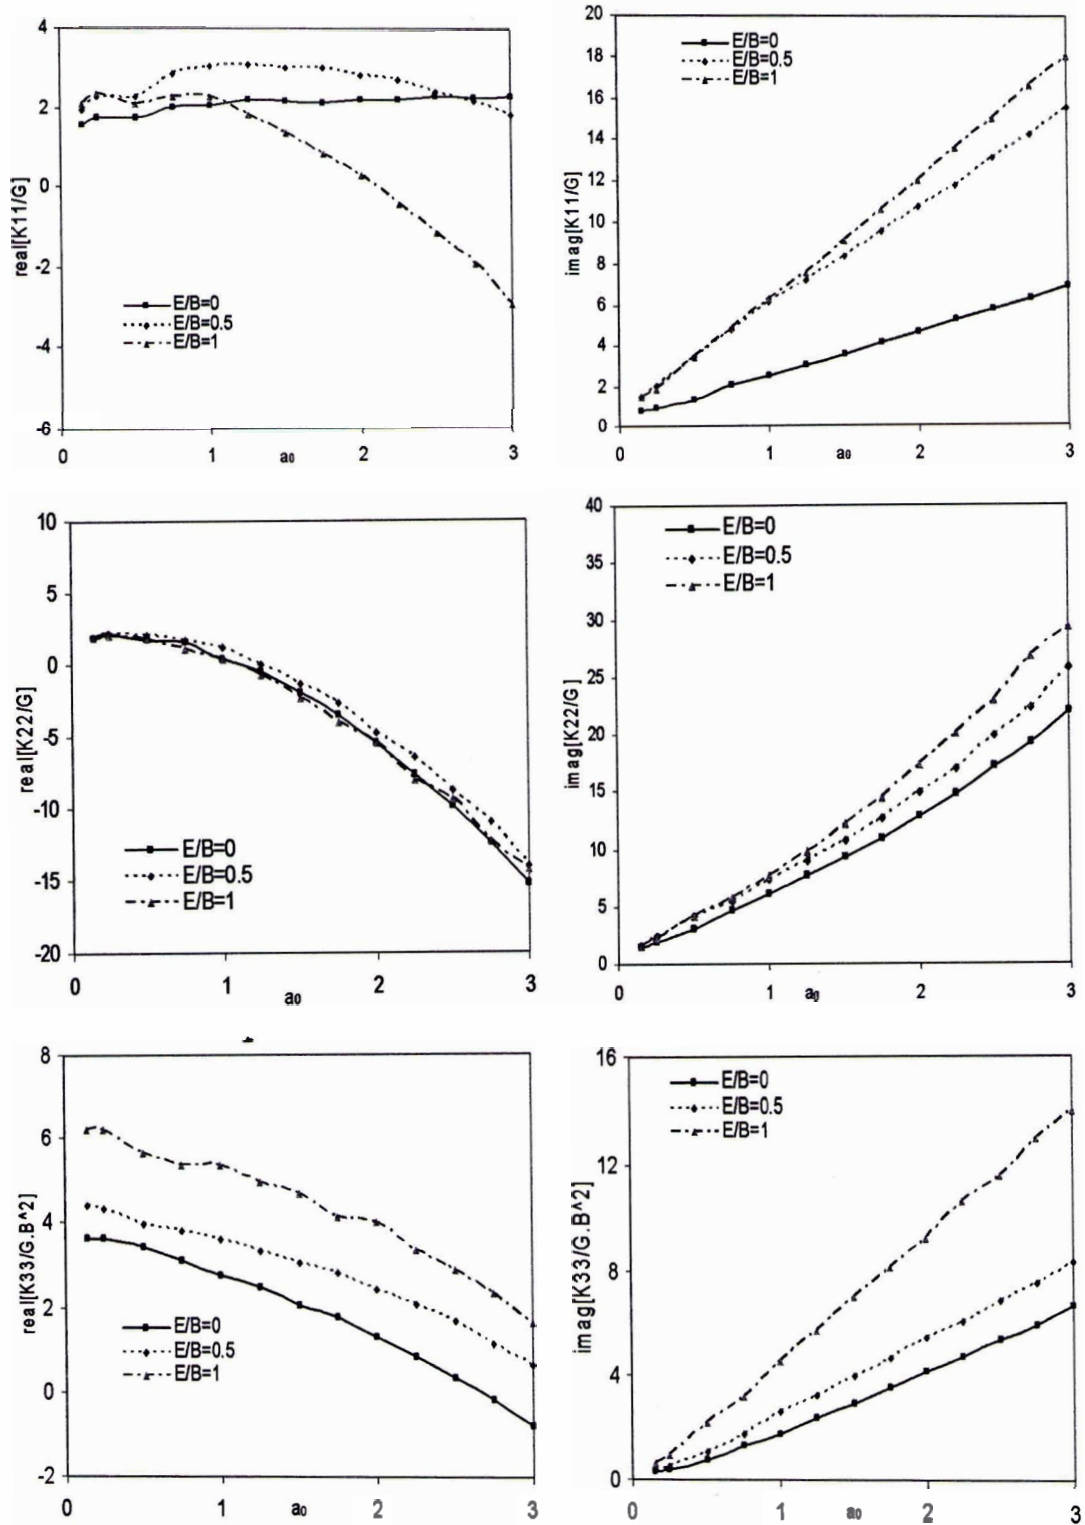 4
2
0
-2
-4
-6
real[K11/G]
E/B=0
E/B=0.5
E/B=1
0 1 a0 2 3
20
18
16
14
12
10
8
6
4
2
0
imag[K11/G]
E/B=0
E/B=0.5
E/B=1
0 1 a0 2 3
10
5
0
-5
-10
-15
-20
real[K22/G]
E/B=0
E/B=0.5
E/B=1
0 1 a0 2 3
40
35
30
25
20
15
10
5
0
imag[K22/G]
E/B=0
E/B=0.5
E/B=1
0 1 a0 2 3
8
6
4
2
0
-2
real[K33/G.B^2]
E/B=0
E/B=0.5
E/B=1
0 1 a0 2 3
16
12
8
4
0
imag[K33/G.B^2]
E/B=0
E/B=0.5
E/B=1
0 1 a0 2 3